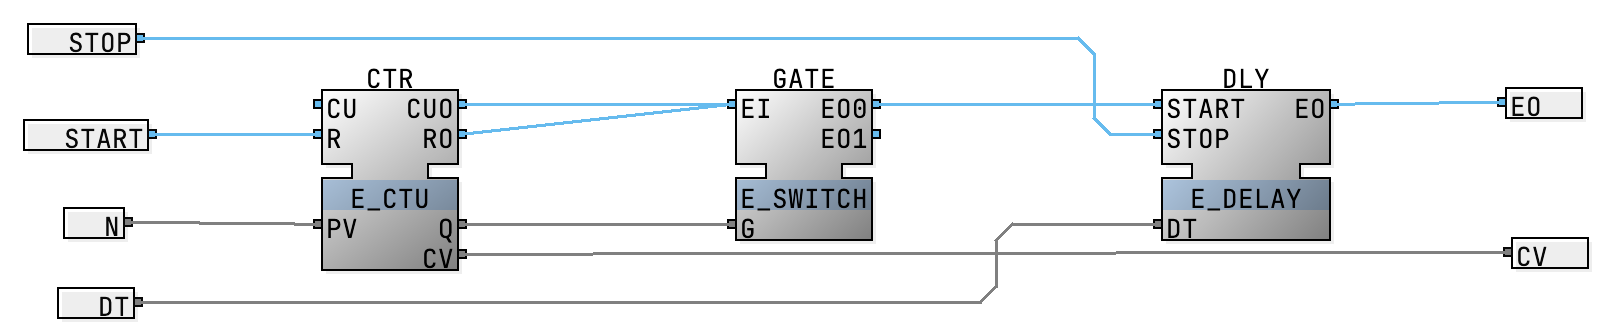 STOP
CTR
GATE
DLY
CU CUO
EI EO0
START EO
EO
START
R RO
EO1
STOP
E_CTU
E_SWITCH
E_DELAY
N
PV Q
G
DT
CV
CV
DT